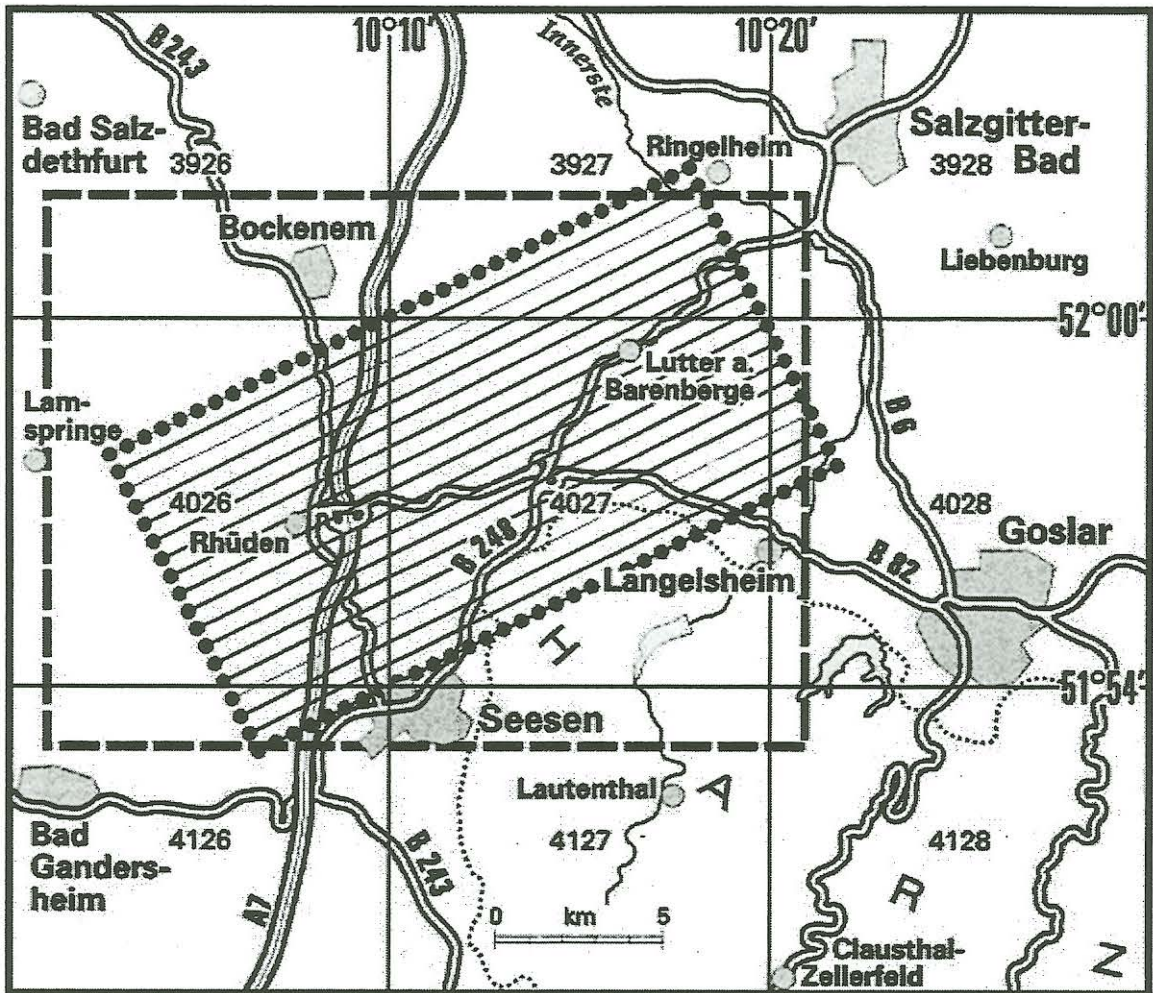 10°10'
10°20'
B 243
Innerste
Bad Salz-
dethfurt
3926
3927
Ringelheim
Salzgitter-
Bad
3928
Bockenem
Liebenburg
52°00'
Lutter a.
Barenberge
Lam-
springe
B 6
4026
4027
4028
Rhüden
B 248
Langelsheim
B 82
Goslar
H
51°54'
Seesen
Lautenthal
A
Bad
Ganders-
heim
4126
4127
4128
B 243
A7
R
0 km 5
Clausthal-
Zellerfeld
Z